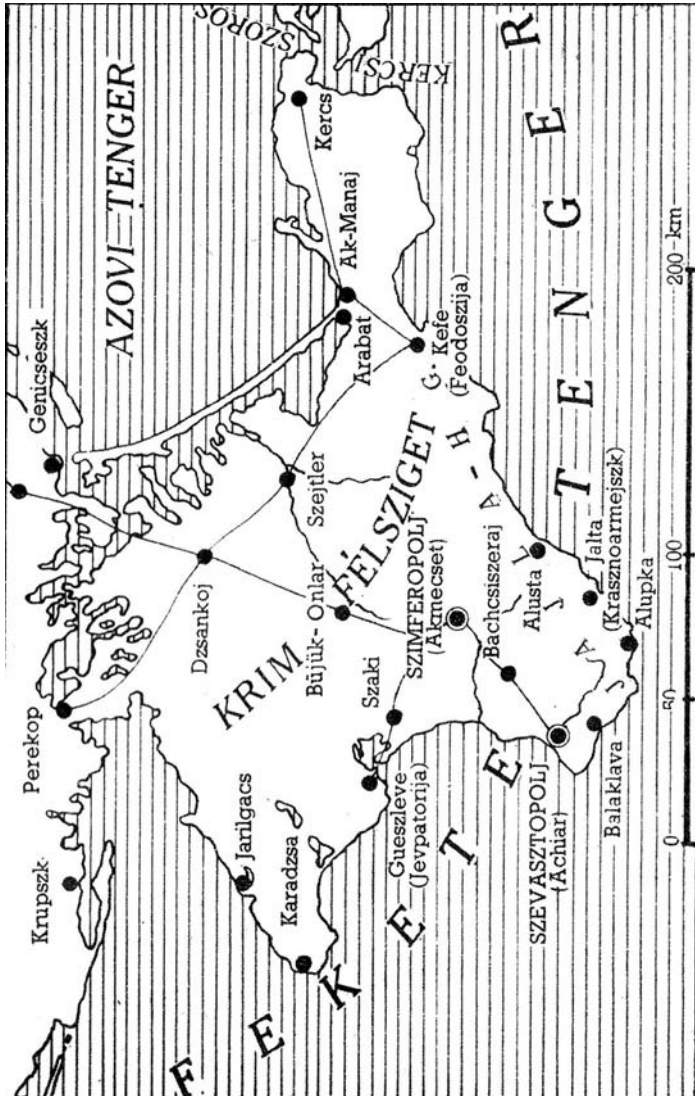 Krupszk
Perekop
Genicseszk
AZOVI-TENGER
KERCSI
SZOROS
Kercs
Jarilgacs
Karadzsa
Dzsankoj
Szejtler
Arabat
Ak-Manaj
KRIM FÉLSZIGET
Büjük-Onlar
Szaki
Gueszleve
(Jevpatorija)
SZIMFEROPOLJ
(Akmecset)
Kefe
(Feodoszija)
JAJLA-HG-
Bachcsiszeraj
Alusta
SZEVASZTOPOLJ
(Achiar)
Jalta
(Krasznoarmejszk)
Balaklava
Alupka
FEKETE TENGER
0 50 100 200 km